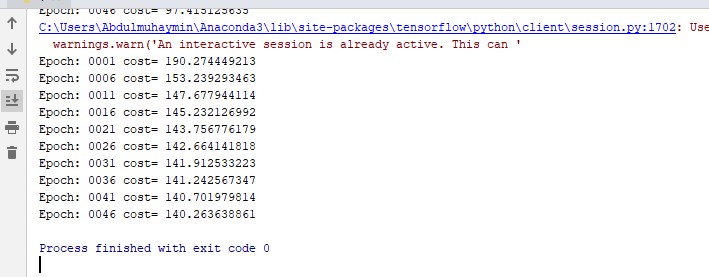 Epoch: 0046 cost= 97.415125635
C:\Users\Abdulmuhaymin\Anaconda3\lib\site-packages\tensorflow\python\client\session.py:1702: Use
warnings.warn('An interactive session is already active. This can '
Epoch: 0001 cost= 190.274449213
Epoch: 0006 cost= 153.239293463
Epoch: 0011 cost= 147.677944114
Epoch: 0016 cost= 145.232126992
Epoch: 0021 cost= 143.756776179
Epoch: 0026 cost= 142.664141818
Epoch: 0031 cost= 141.912533223
Epoch: 0036 cost= 141.242567347
Epoch: 0041 cost= 140.701979814
Epoch: 0046 cost= 140.263638861
Process finished with exit code 0